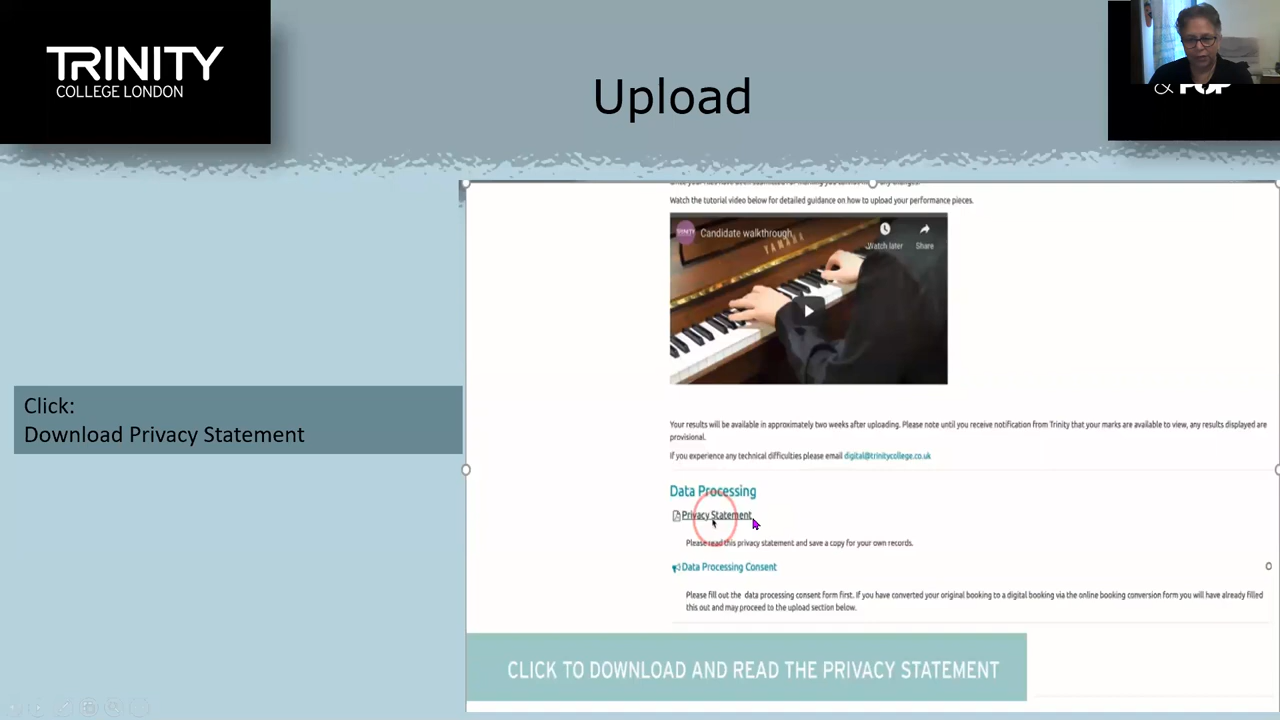 TRINITY
COLLEGE LONDON
Upload
& POP
Watch the tutorial video below for detailed guidance on how to upload your performance pieces.
TRINITY
Candidate walkthrough
Watch later
Share
YAMAHA
Your results will be available in approximately two weeks after uploading. Please note until you receive notification from Trinity that your marks are available to view, any results displayed are
provisional.
If you experience any technical difficulties please email digital@trinitycollege.co.uk
Click:
Download Privacy Statement
Data Processing
Privacy Statement
Please read this privacy statement and save a copy for your own records.
Data Processing Consent
Please fill out the data processing consent form first. If you have converted your original booking to a digital booking via the online booking conversion form you will have already filled
this out and may proceed to the upload section below.
CLICK TO DOWNLOAD AND READ THE PRIVACY STATEMENT